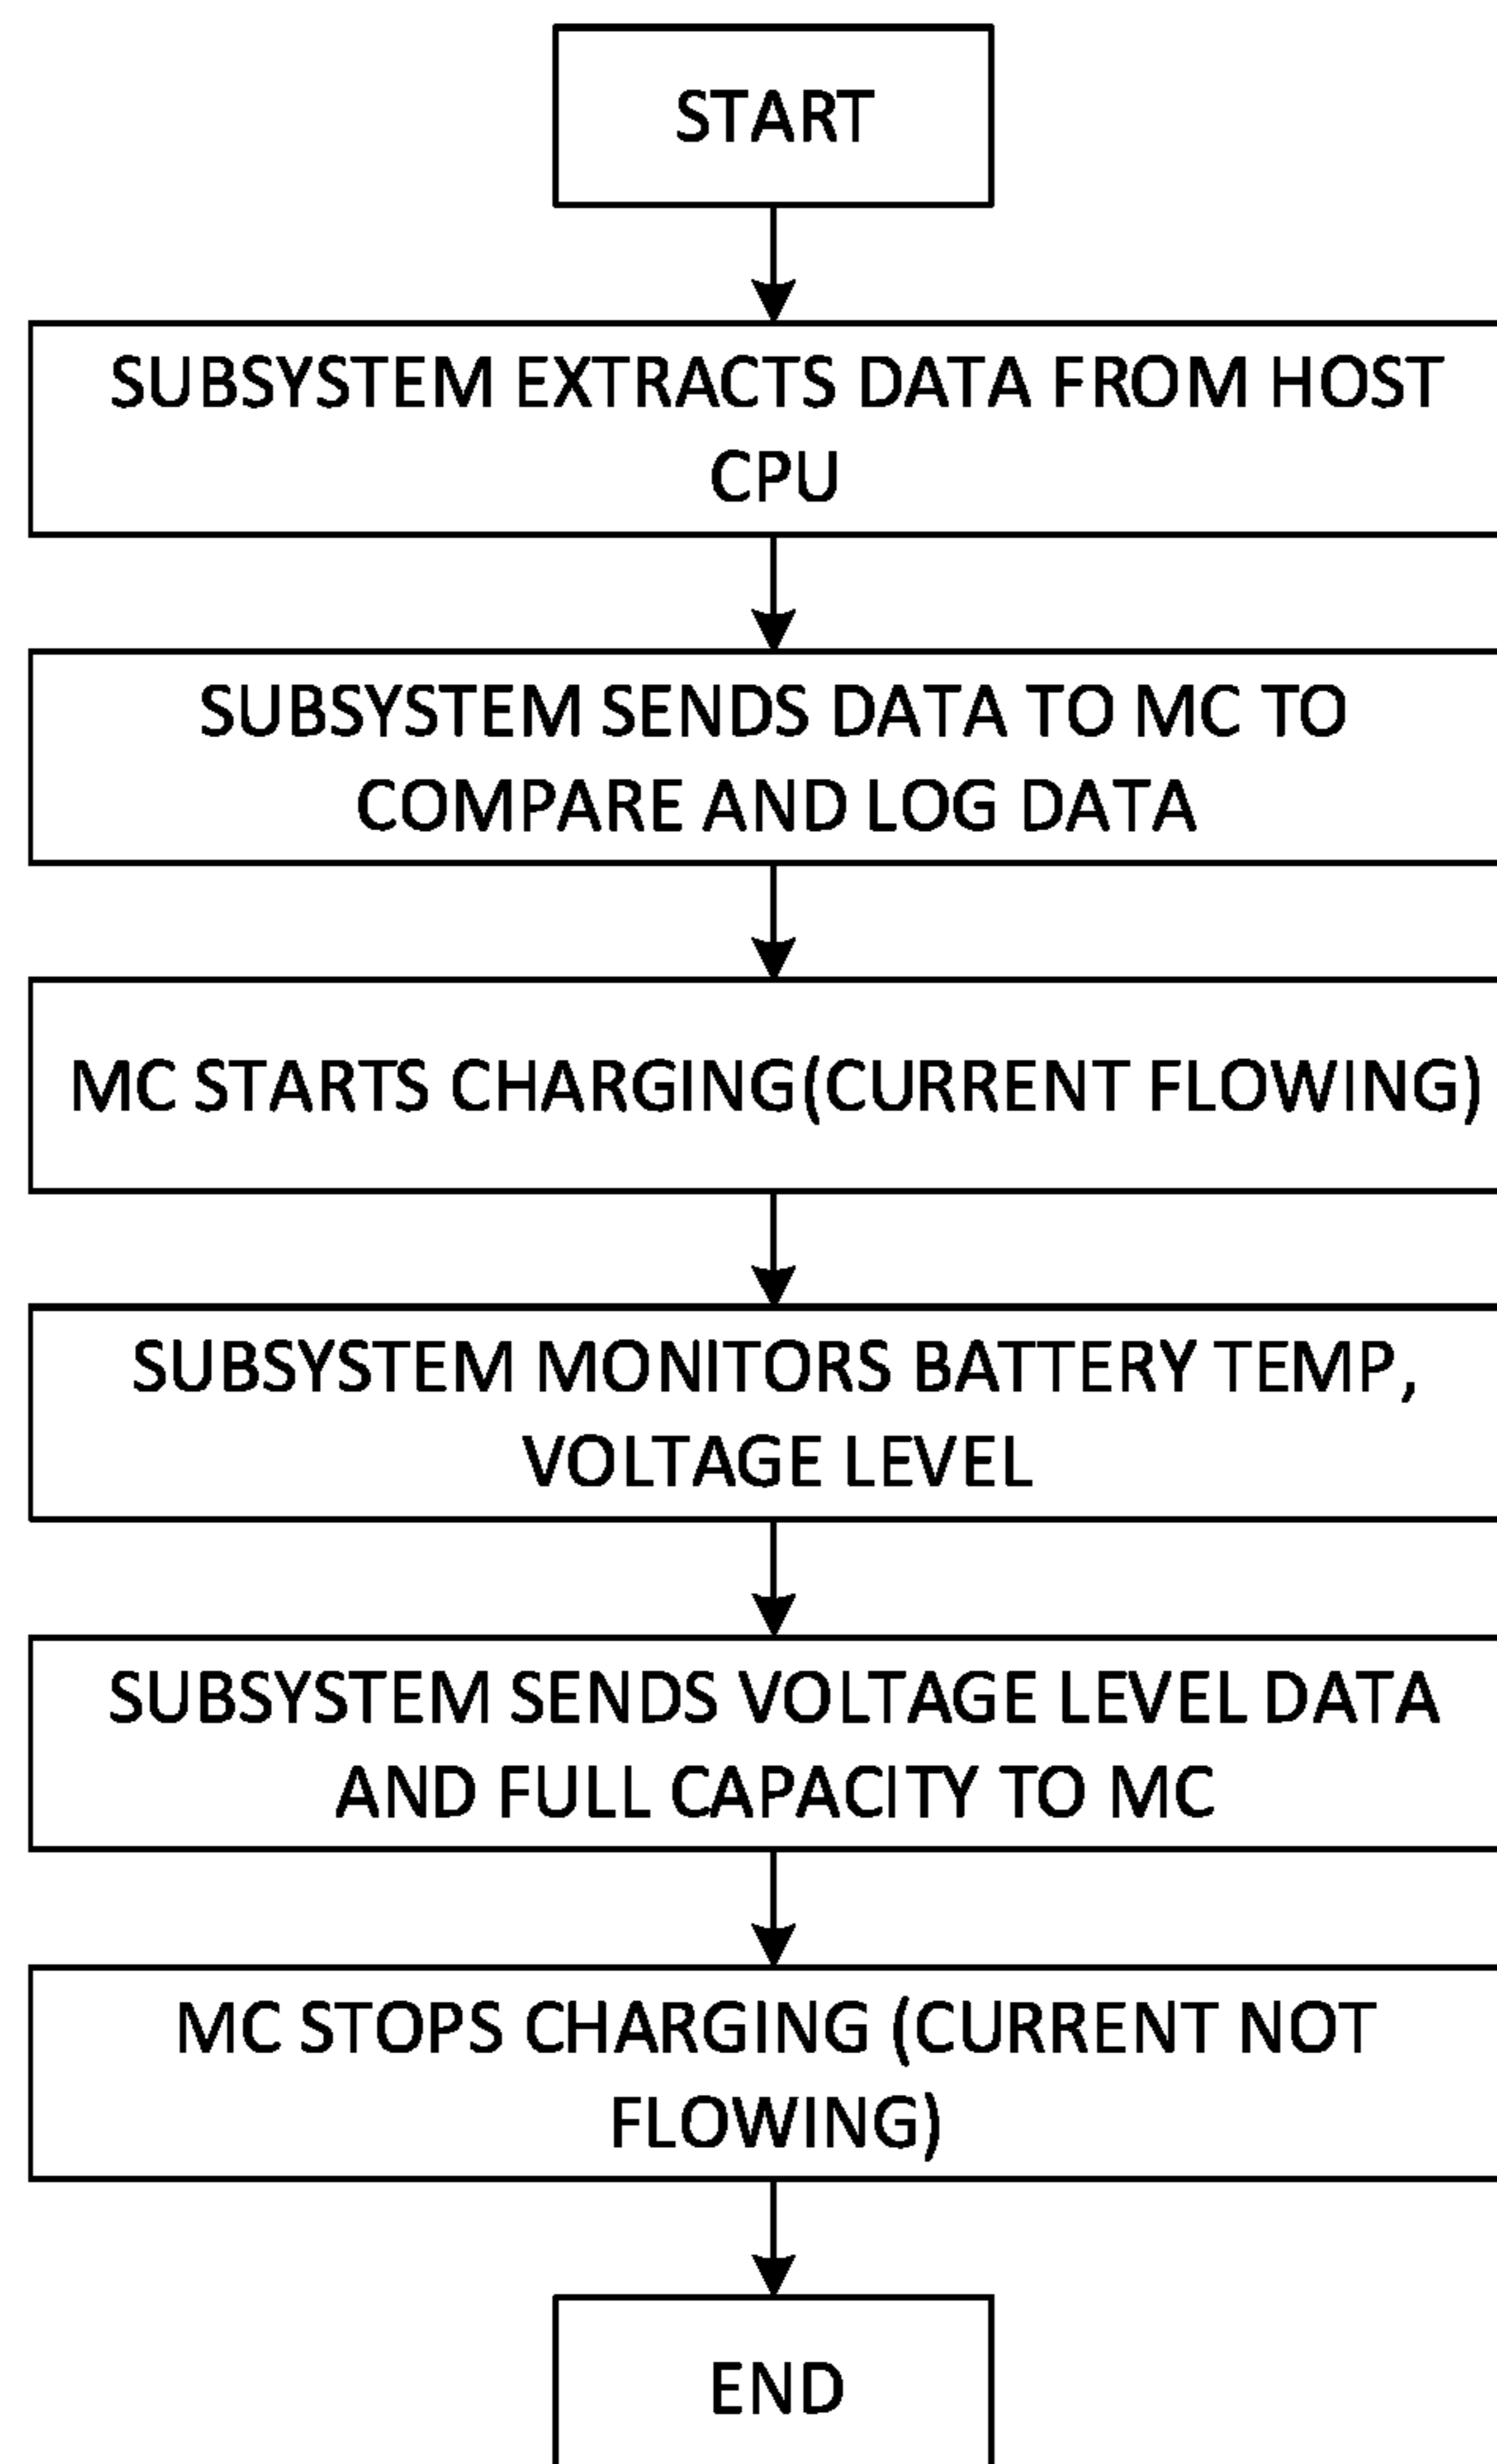 START
SUBSYSTEM EXTRACTS DATA FROM HOST
CPU
SUBSYSTEM SENDS DATA TO MC TO
COMPARE AND LOG DATA
MC STARTS CHARGING(CURRENT FLOWING)
SUBSYSTEM MONITORS BATTERY TEMP,
VOLTAGE LEVEL
SUBSYSTEM SENDS VOLTAGE LEVEL DATA
AND FULL CAPACITY TO MC
MC STOPS CHARGING (CURRENT NOT
FLOWING)
END